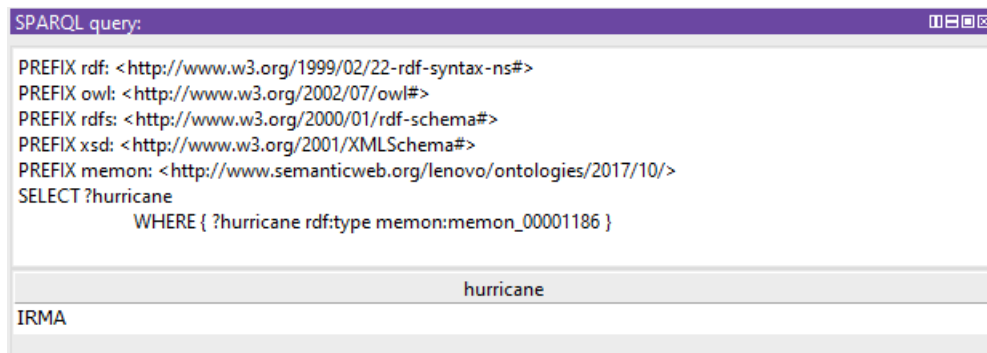 SPARQL query:
PREFIX rdf: <http://www.w3.org/1999/02/22-rdf-syntax-ns#>
PREFIX owl: <http://www.w3.org/2002/07/owl#>
PREFIX rdfs: <http://www.w3.org/2000/01/rdf-schema#>
PREFIX xsd: <http://www.w3.org/2001/XMLSchema#>
PREFIX memon: <http://www.semanticweb.org/lenovo/ontologies/2017/10/>
SELECT ?hurricane
WHERE { ?hurricane rdf:type memon:memon_00001186 }
hurricane
IRMA